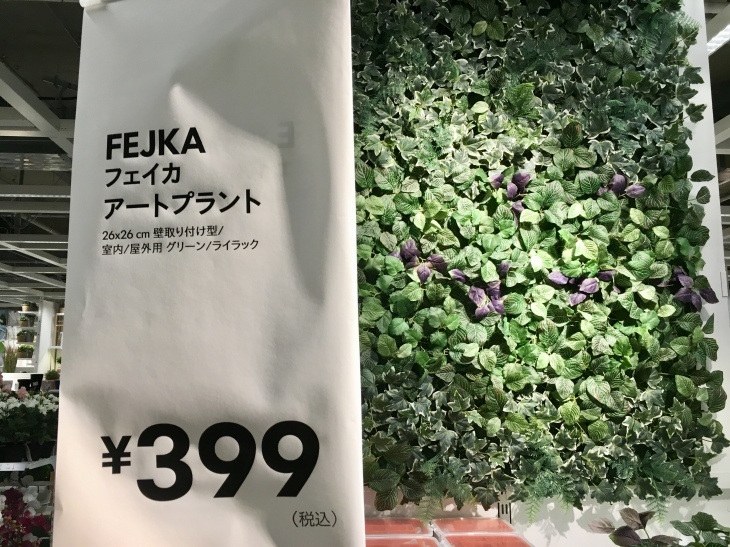 FEJKA
フェイカ
アートプラント
26x26 cm 壁取り付け型/
室内/屋外用 グリーン/ライラック
¥399
(税込)